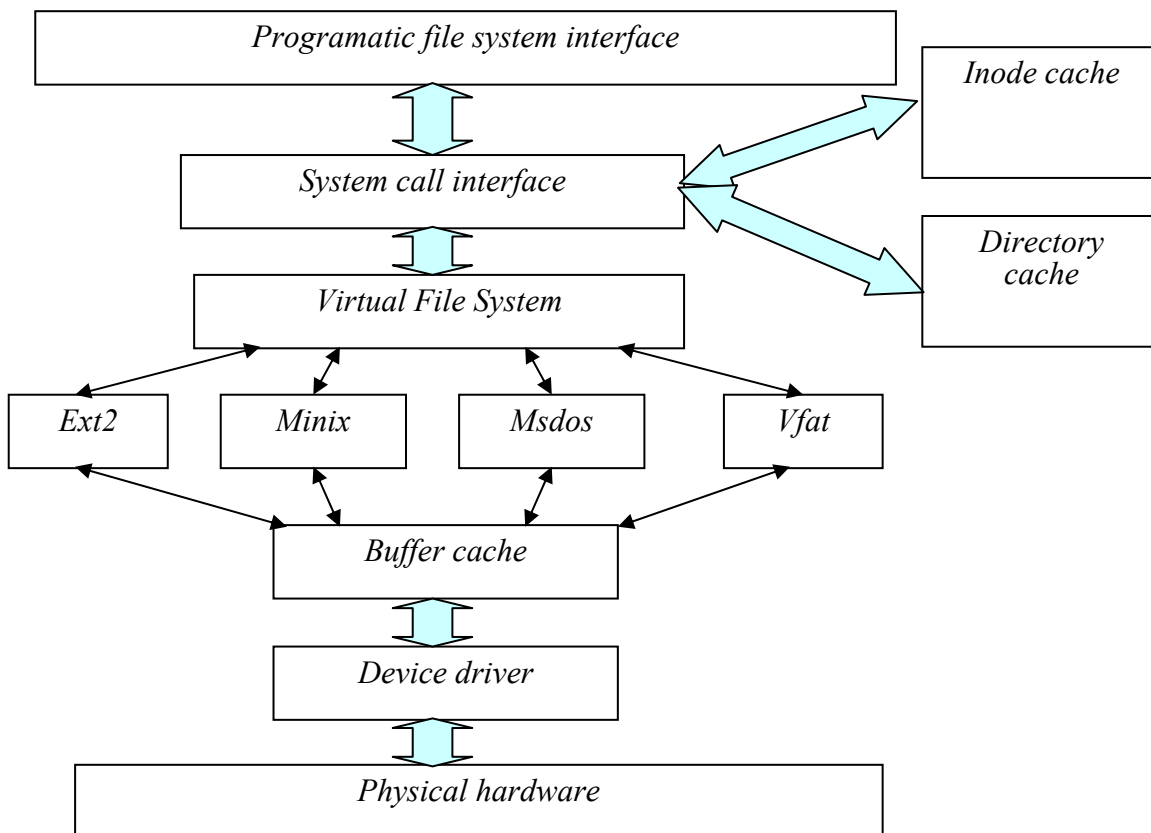 Programatic file system interface
Inode cache
System call interface
Directory
cache
Virtual File System
Ext2
Minix
Msdos
Vfat
Buffer cache
Device driver
Physical hardware